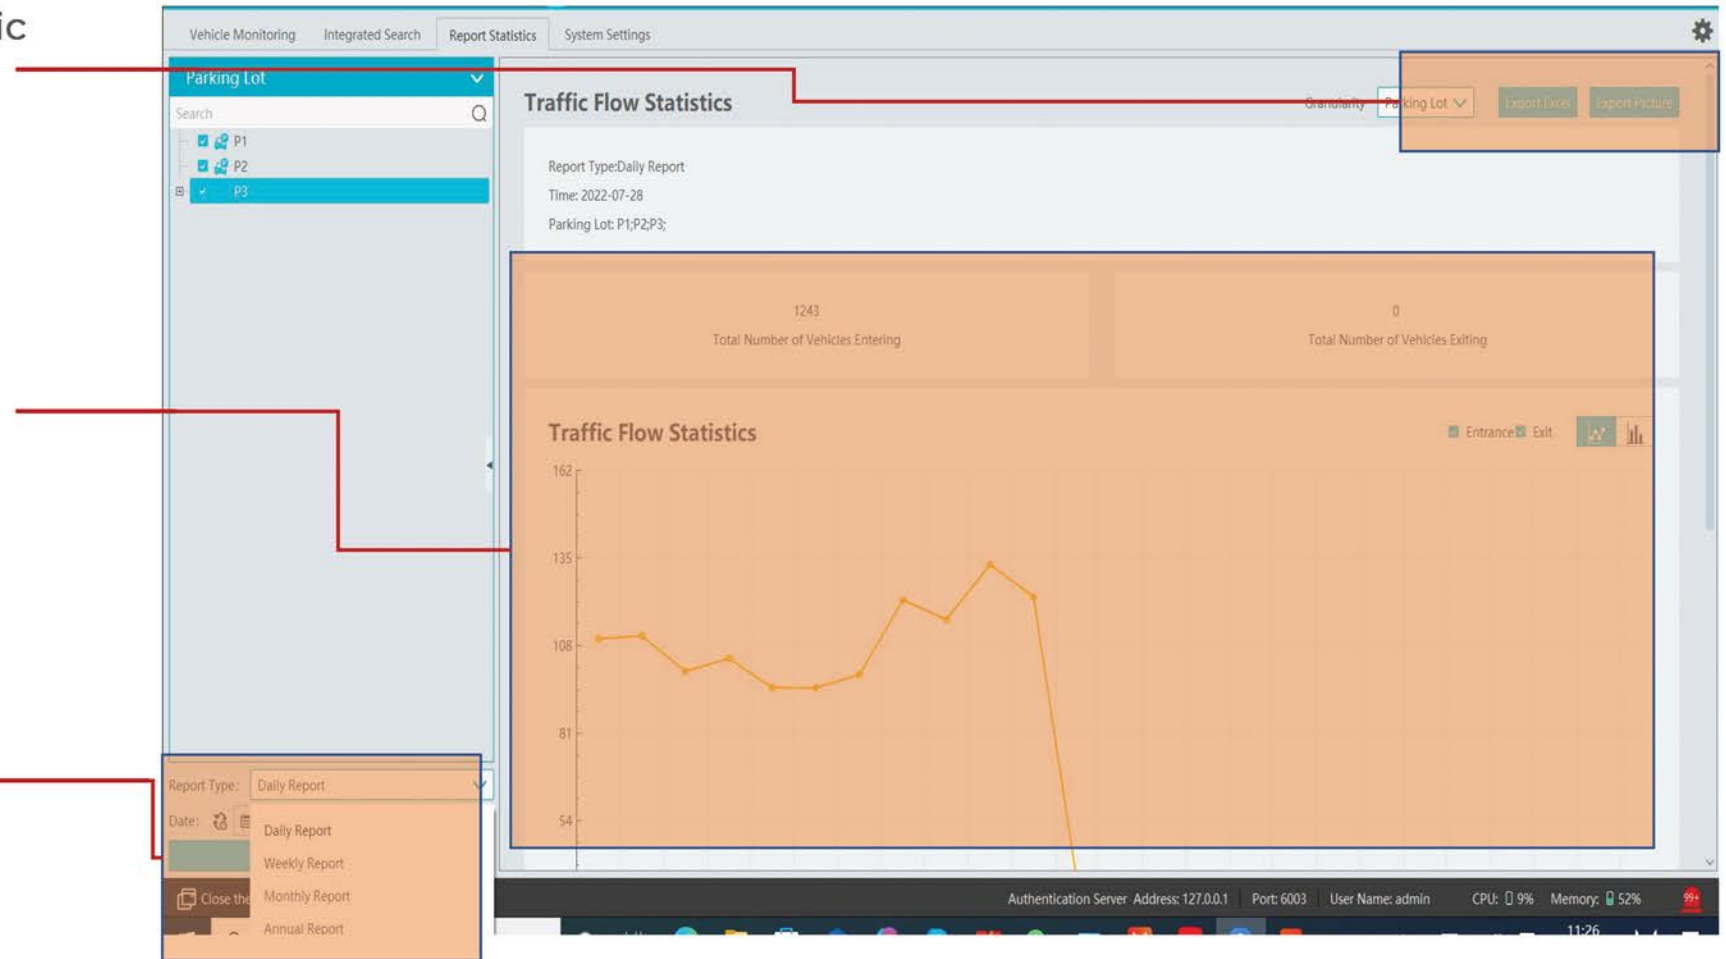 ic
Vehicle Monitoring Integrated Search Report Statistics System Settings
Parking Lot
Search
P1
P2
P3
Traffic Flow Statistics
Granularity Parking Lot Export Excel Export Picture
Report Type:Daily Report
Time: 2022-07-28
Parking Lot: P1;P2;P3;
1243
Total Number of Vehicles Entering
0
Total Number of Vehicles Exiting
Traffic Flow Statistics
Entrance Exit
162
135
108
81
54
Report Type: Daily Report
Date:
Daily Report
Weekly Report
Monthly Report
Annual Report
Close the
Authentication Server Address: 127.0.0.1 Port: 6003 User Name: admin CPU: 9% Memory: 52% 99+
11:26